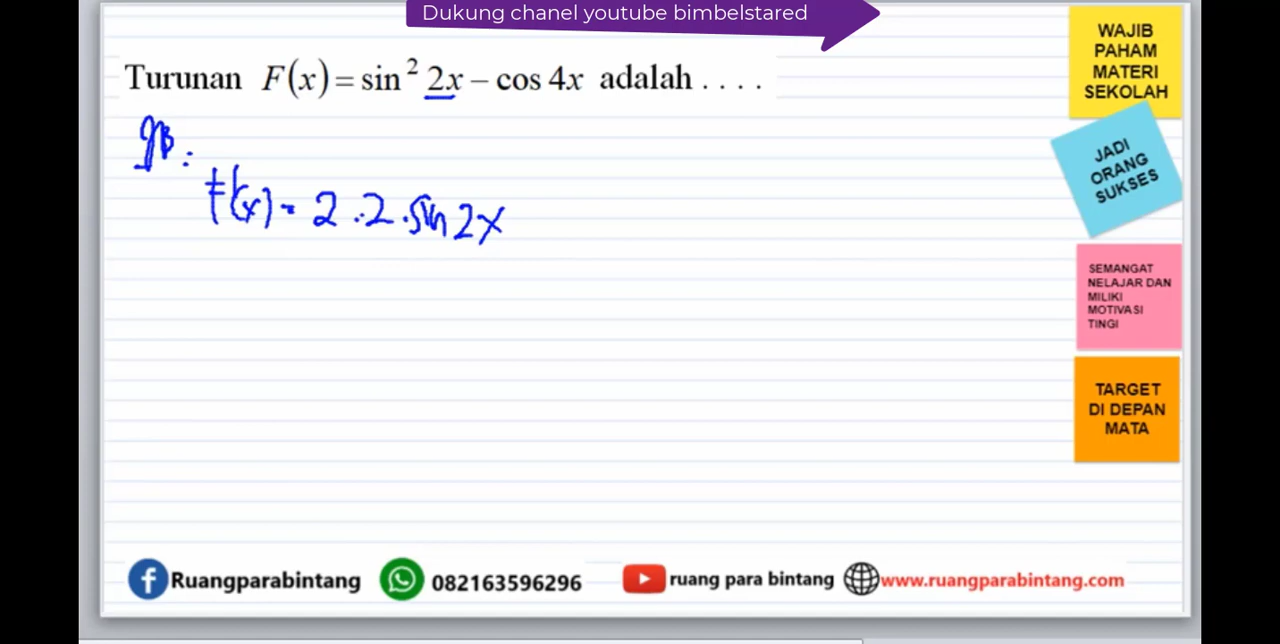 Dukung chanel youtube bimbelstared
WAJIB
PAHAM
MATERI
SEKOLAH
Turunan F(x) = sin² 2x – cos 4x adalah . . . .
JADI
ORANG
SUKSES
F'(x) = 2 . 2 . sin 2x
SEMANGAT
NELAJAR DAN
MILIKI
MOTIVASI
TINGI
TARGET
DI DEPAN
MATA
Ruangparabintang 082163596296 ruang para bintang www.ruangparabintang.com